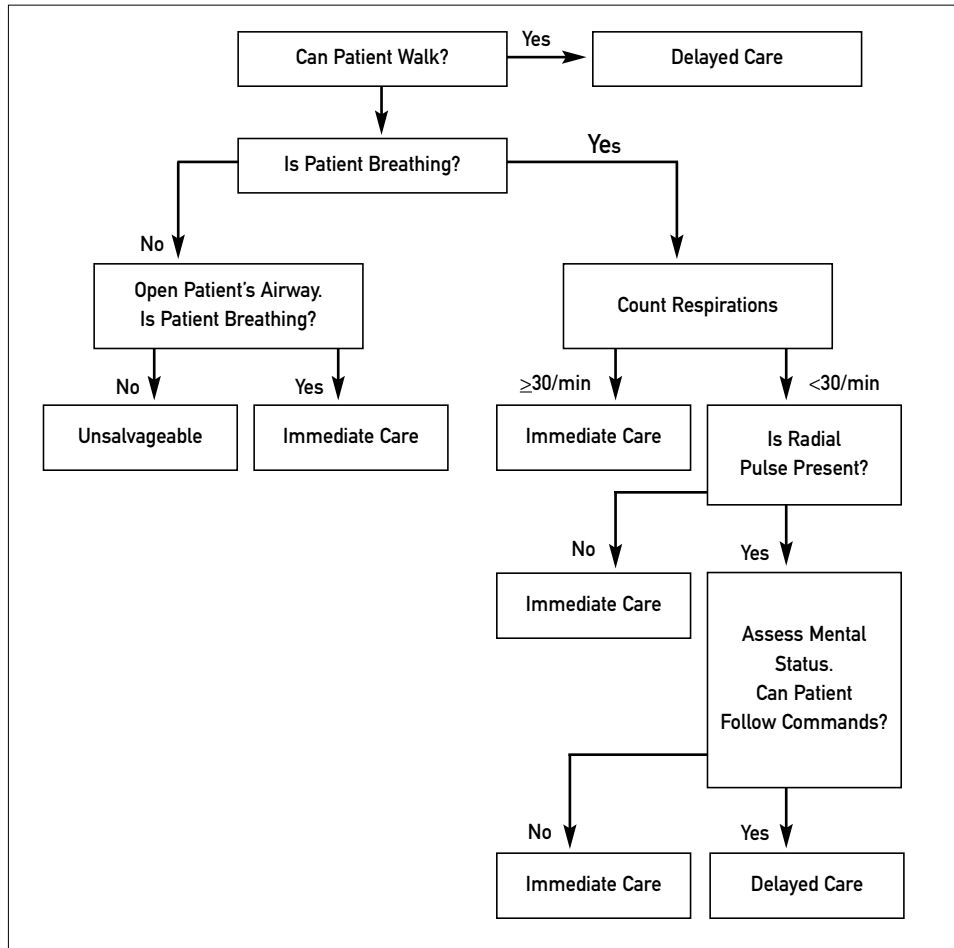 Can Patient Walk?
Yes
Delayed Care
Is Patient Breathing?
Yes
No
Open Patient’s Airway.
Is Patient Breathing?
Count Respirations
No
Yes
≥30/min
<30/min
Unsalvageable
Immediate Care
Immediate Care
Is Radial
Pulse Present?
No
Yes
Immediate Care
Assess Mental
Status.
Can Patient
Follow Commands?
No
Yes
Immediate Care
Delayed Care